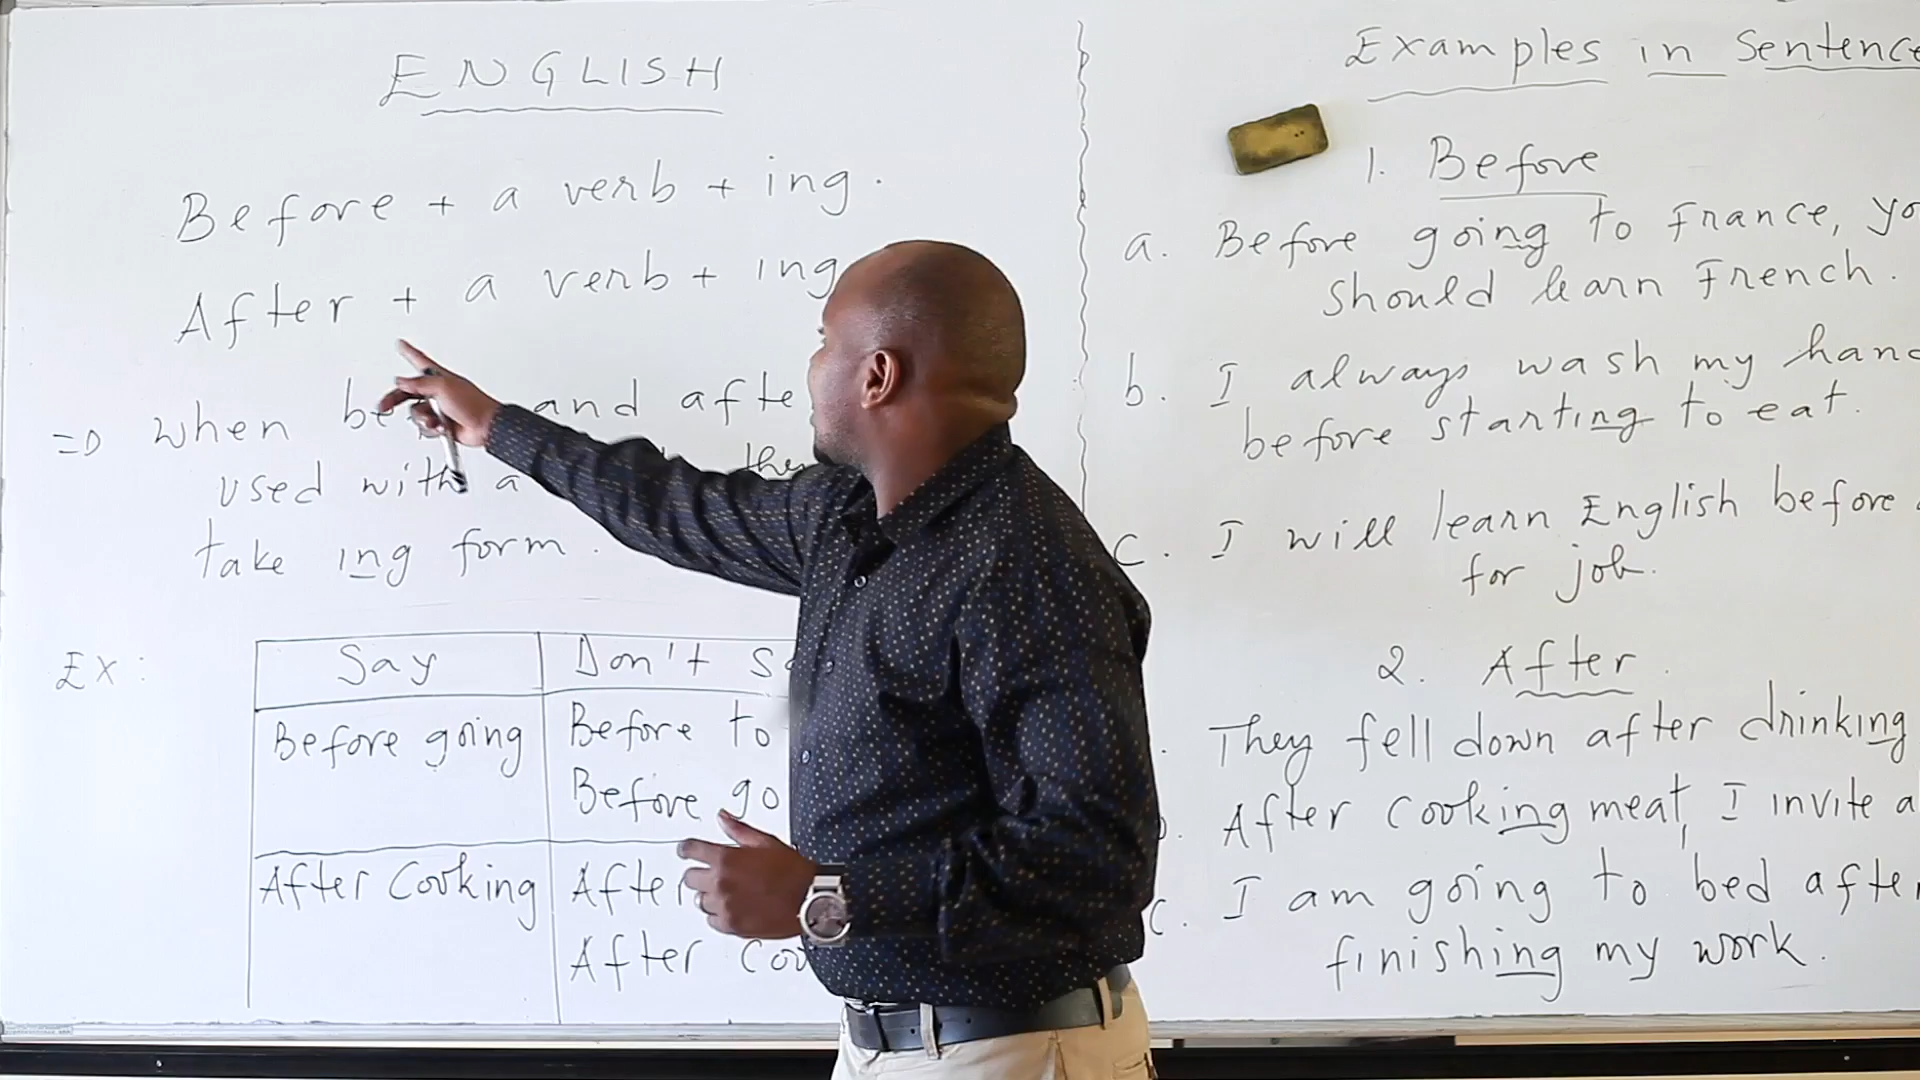 ENGLISH
Before + a verb + ing.
After + a verb + ing
=D when and afte
used with a
take ing form.
EX:
Say
Don't
Before going
Before to
Before go
After Cooking
After
After
Examples in Sentence
1. Before
a. Before going to France, yo
should learn French.
b. I always wash my hand
before starting to eat.
c. I will learn English before
for job.
2. After.
They fell down after drinking
After Cooking meat, I invite a
c. I am going to bed after
finishing my work.